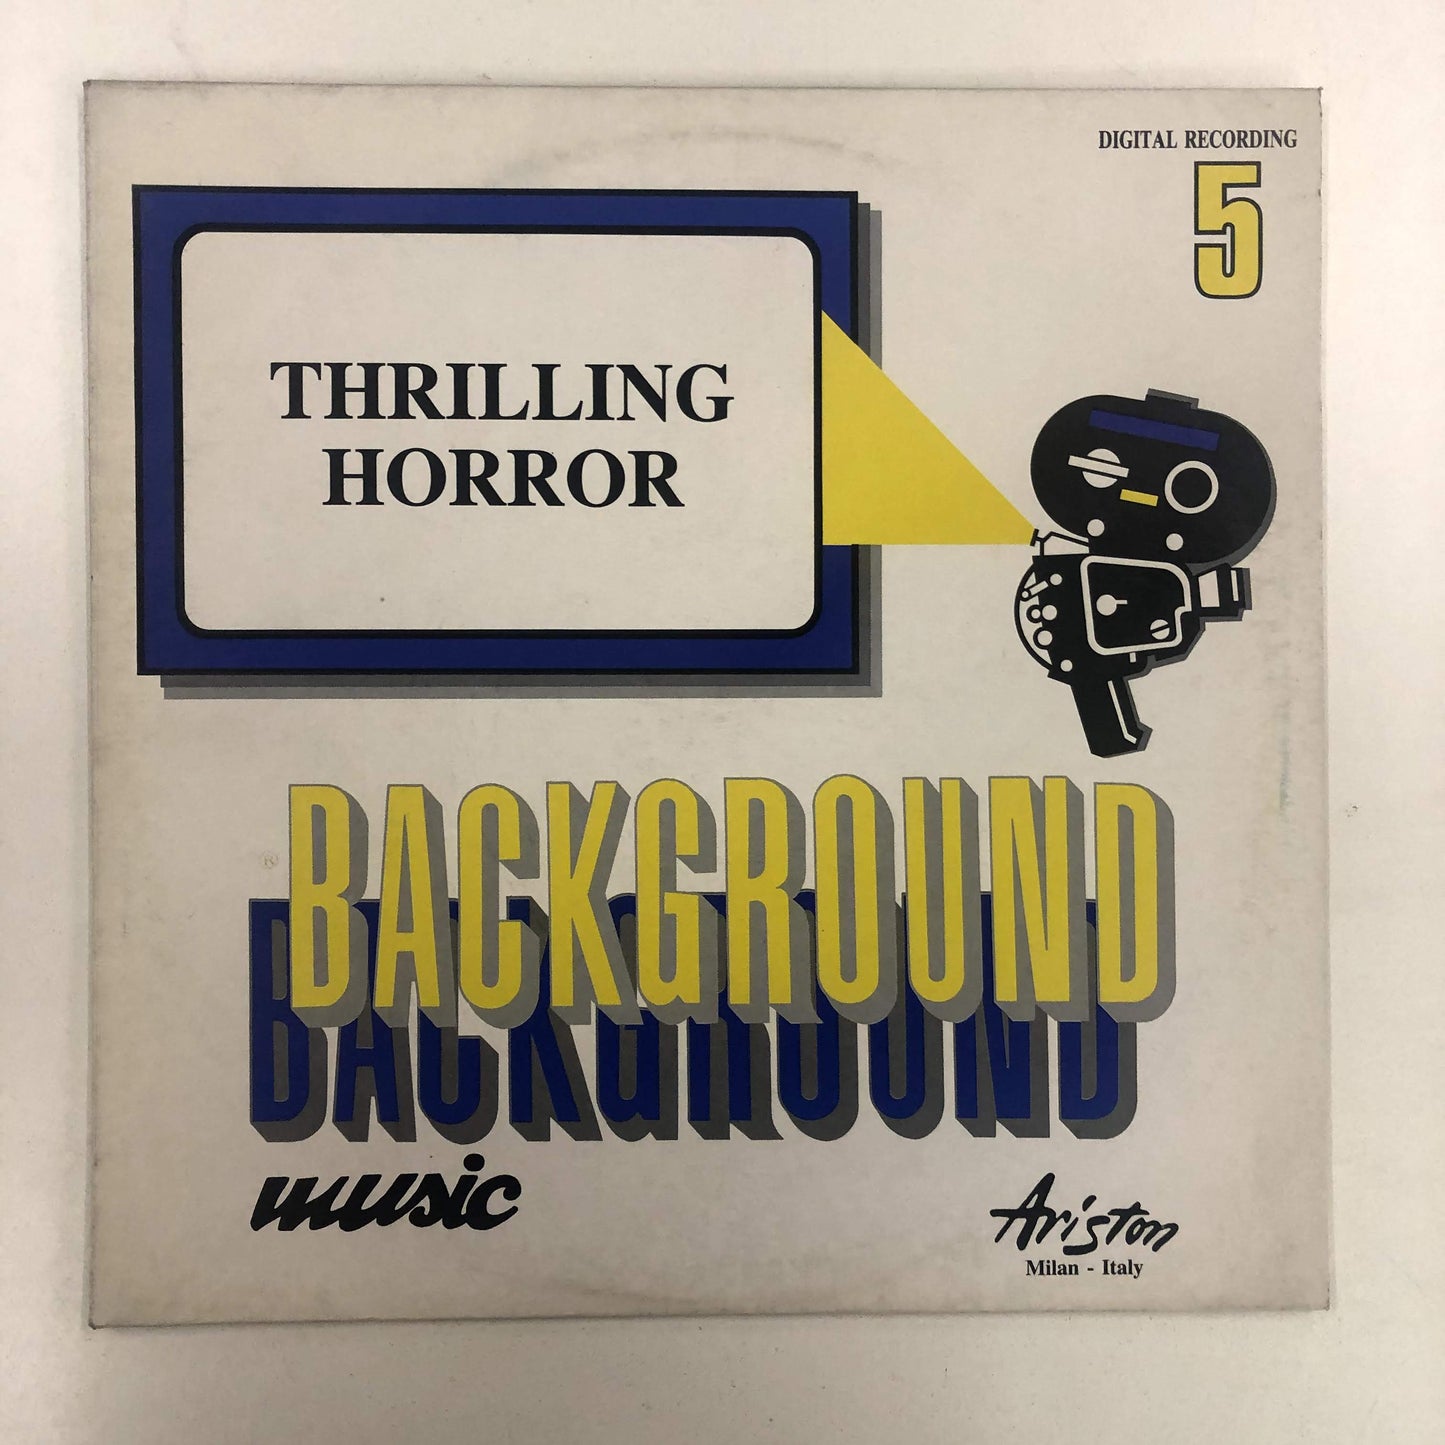 DIGITAL RECORDING
5
THRILLING
HORROR
®
BACKGROUND
BACKGROUND
music
Ariston
Milan - Italy